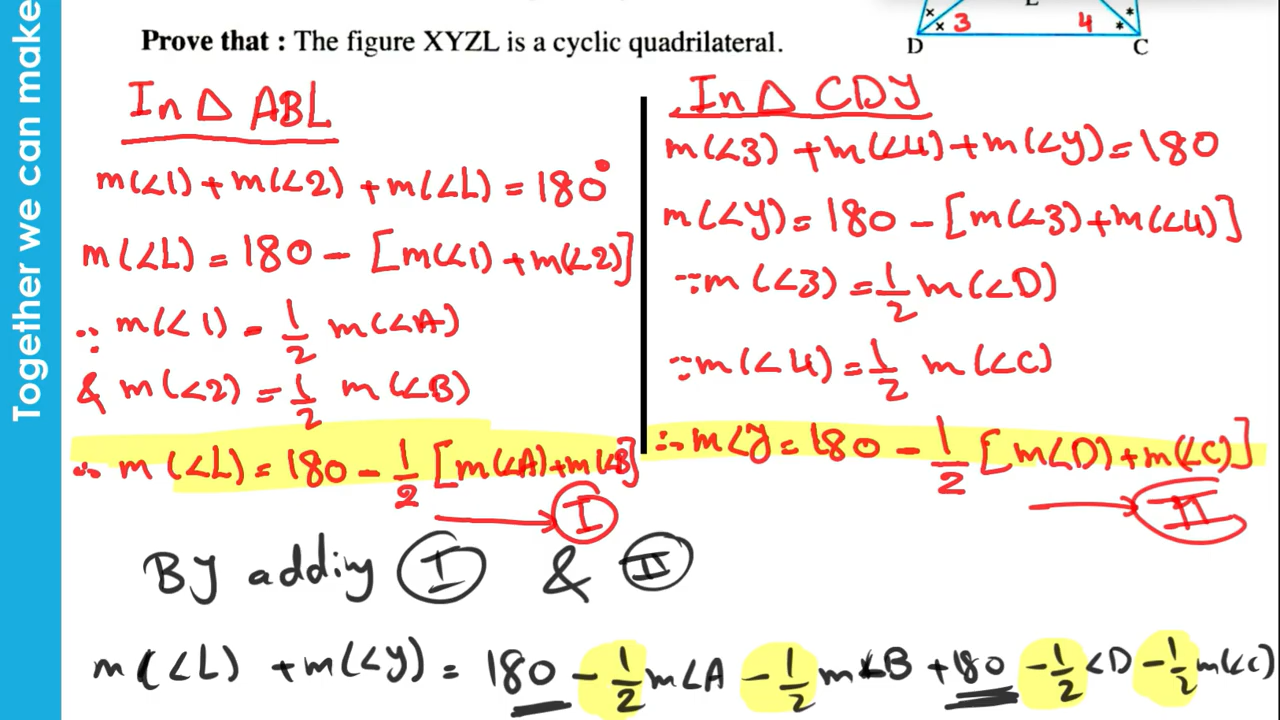 Together we can make
× × 3 4 * *
D C
Prove that : The figure XYZL is a cyclic quadrilateral.
In △ ABL
m(∠1) + m(∠2) + m(∠L) = 180°
m(∠L) = 180 - [m(∠1) + m(∠2)]
∵ m(∠1) = 1/2 m(∠A)
& m(∠2) = 1/2 m(∠B)
∴ m(∠L) = 180 - 1/2 [m(∠A) + m(∠B]
I
In △ CDY
m(∠3) + m(∠4) + m(∠y) = 180
m(∠y) = 180 - [m(∠3) + m(∠4)]
∵ m(∠3) = 1/2 m(∠D)
∵ m(∠4) = 1/2 m(∠C)
∴ m∠y = 180 - 1/2 [m∠D) + m(∠C)]
II
By adding I & II
m(∠L) + m(∠y) = 180 - 1/2 m∠A - 1/2 m∠B + 180 - 1/2 ∠D - 1/2 m(∠C)